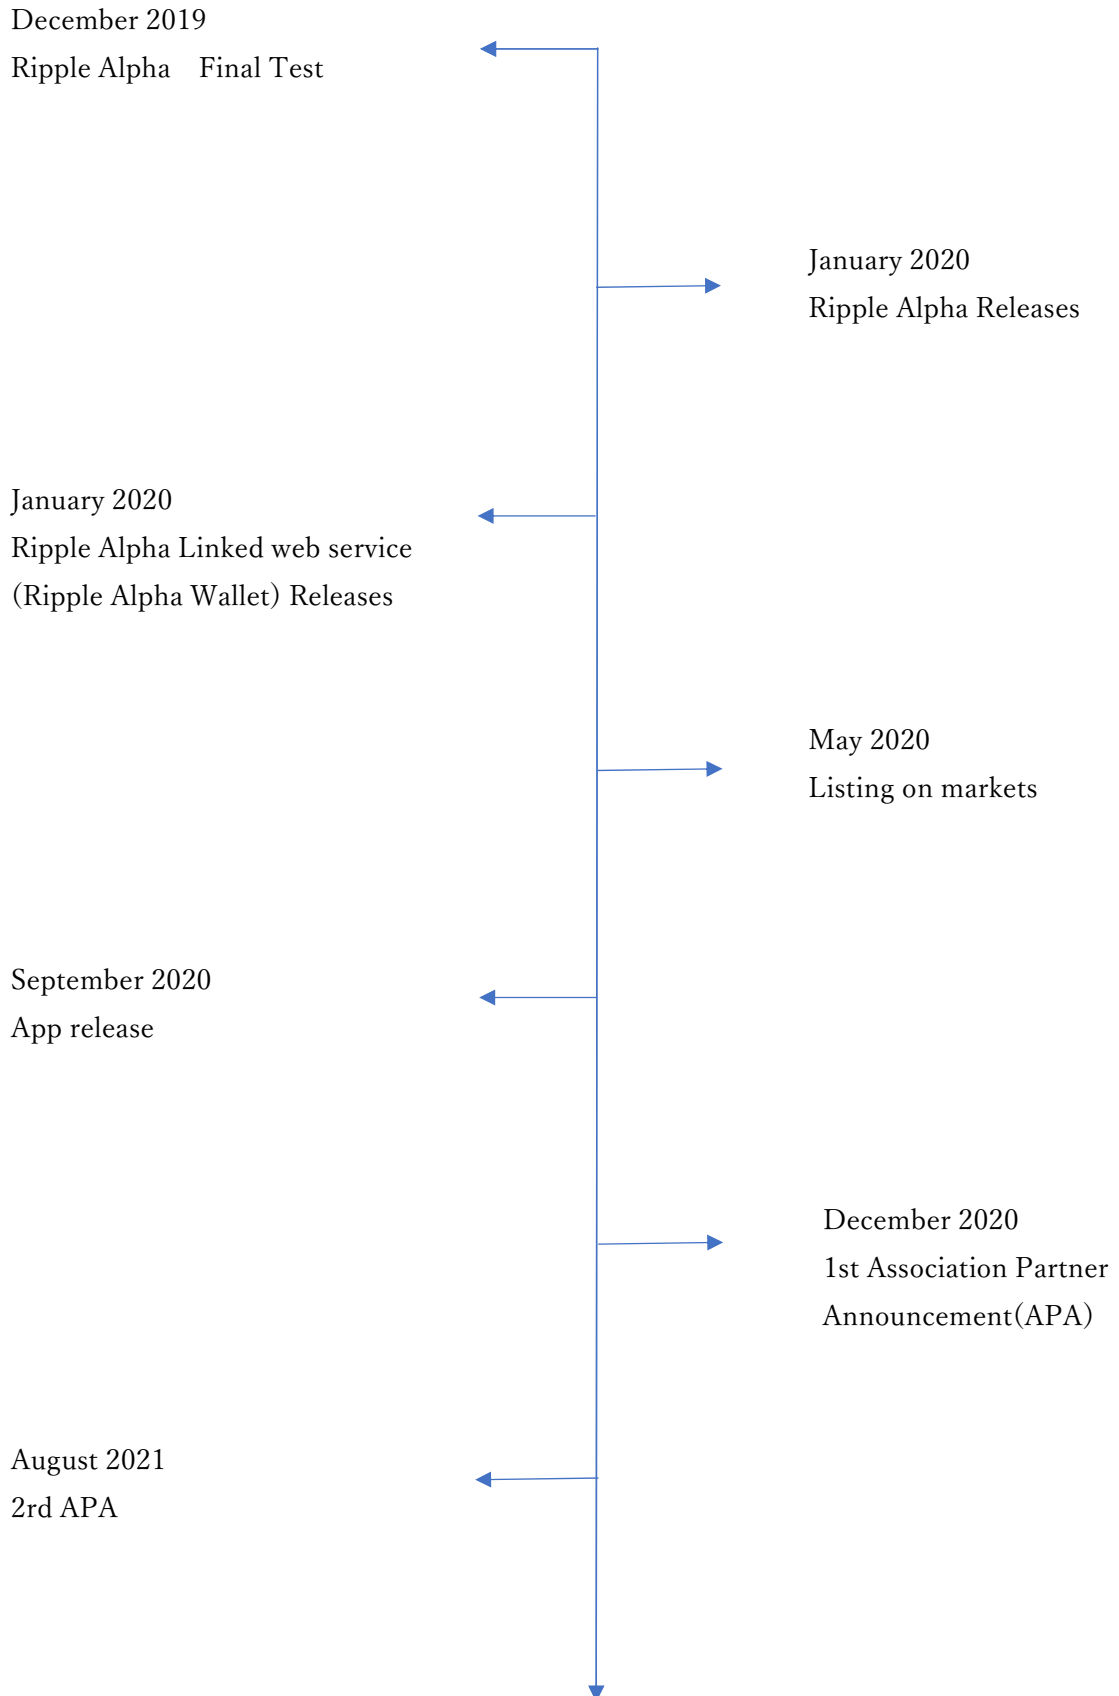 December 2019
Ripple Alpha　Final Test
January 2020
Ripple Alpha Releases
January 2020
Ripple Alpha Linked web service
(Ripple Alpha Wallet) Releases
May 2020
Listing on markets
September 2020
App release
December 2020
1st Association Partner
Announcement(APA)
August 2021
2rd APA